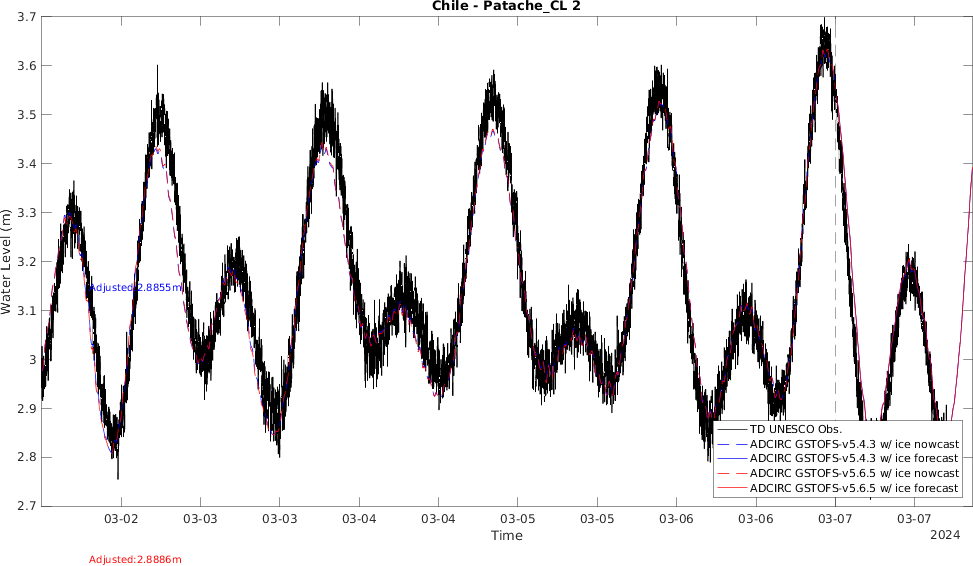 Chile - Patache_CL 2
3.7
3.6
3.5
3.4
3.3
3.2
3.1
3
2.9
2.8
2.7
Water Level (m)
Adjusted:2.8855m
TD UNESCO Obs.
ADCIRC GSTOFS-v5.4.3 w/ ice nowcast
ADCIRC GSTOFS-v5.4.3 w/ ice forecast
ADCIRC GSTOFS-v5.6.5 w/ ice nowcast
ADCIRC GSTOFS-v5.6.5 w/ ice forecast
03-02 03-03 03-03 03-04 03-04 03-05 03-05 03-06 03-06 03-07 03-07
Time
2024
Adjusted:2.8886m